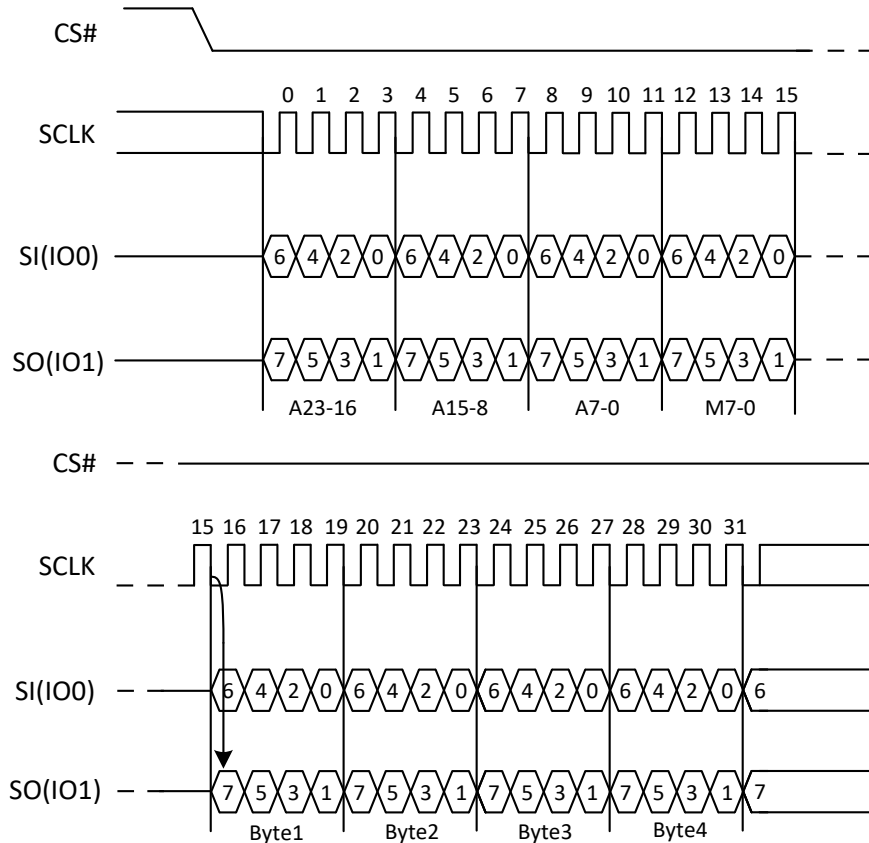 CS#
0 1 2 3 4 5 6 7 8 9 10 11 12 13 14 15
SCLK
SI(IO0) 6 4 2 0 6 4 2 0 6 4 2 0 6 4 2 0
SO(IO1) 7 5 3 1 7 5 3 1 7 5 3 1 7 5 3 1
A23-16 A15-8 A7-0 M7-0
CS#
15 16 17 18 19 20 21 22 23 24 25 26 27 28 29 30 31
SCLK
SI(IO0) 6 4 2 0 6 4 2 0 6 4 2 0 6 4 2 0 6
SO(IO1) 7 5 3 1 7 5 3 1 7 5 3 1 7 5 3 1 7
Byte1 Byte2 Byte3 Byte4